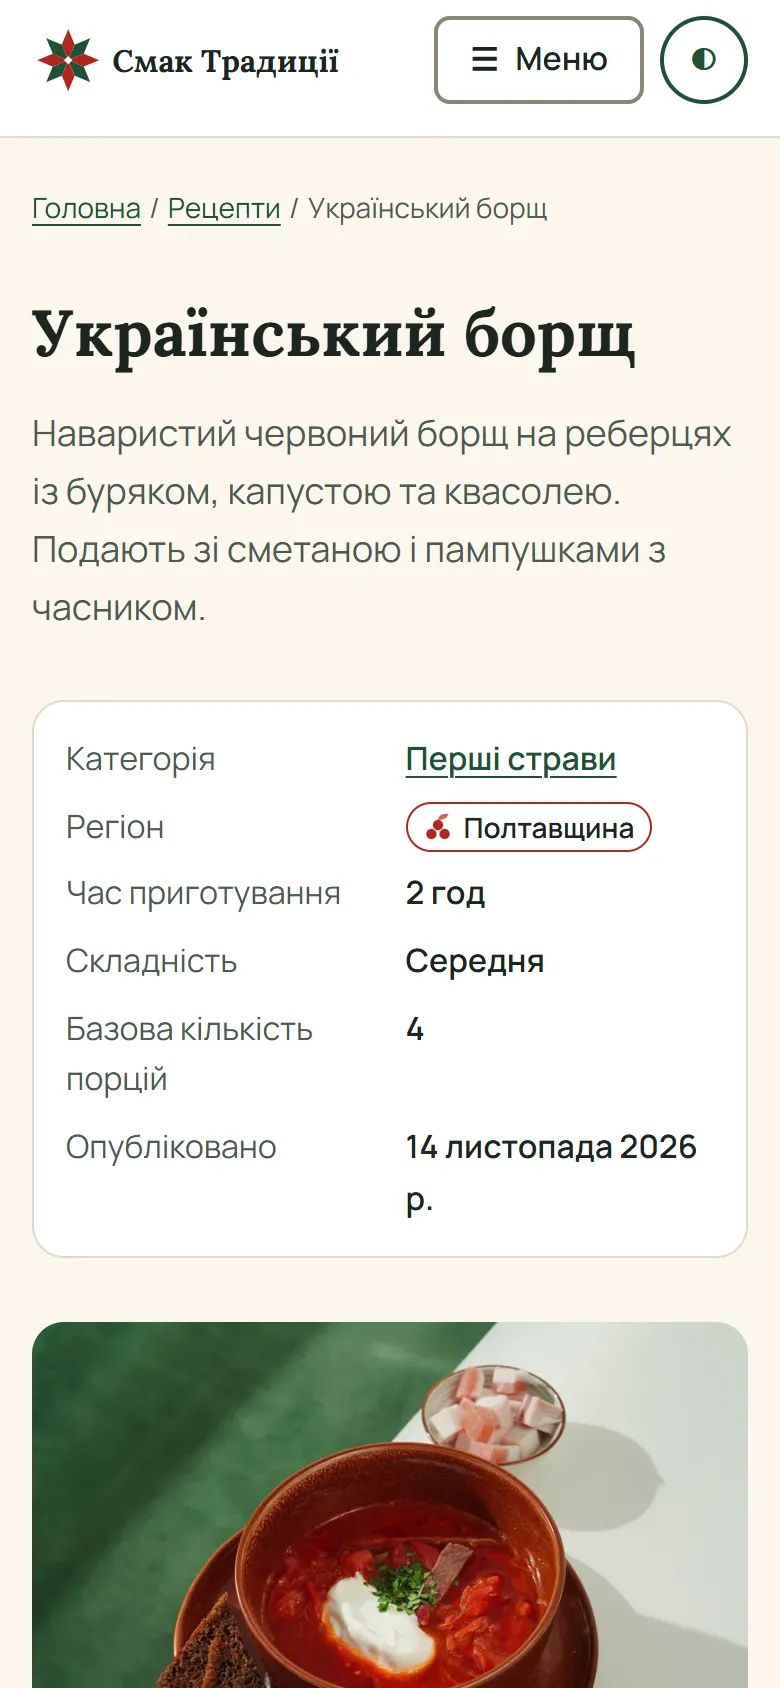 Смак Традиції
☰ Меню
Головна / Рецепти / Український борщ
Український борщ
Наваристий червоний борщ на реберцях
із буряком, капустою та квасолею.
Подають зі сметаною і пампушками з
часником.
Категорія Перші страви
Регіон Полтавщина
Час приготування 2 год
Складність Середня
Базова кількість 4
порцій
Опубліковано 14 листопада 2026
р.